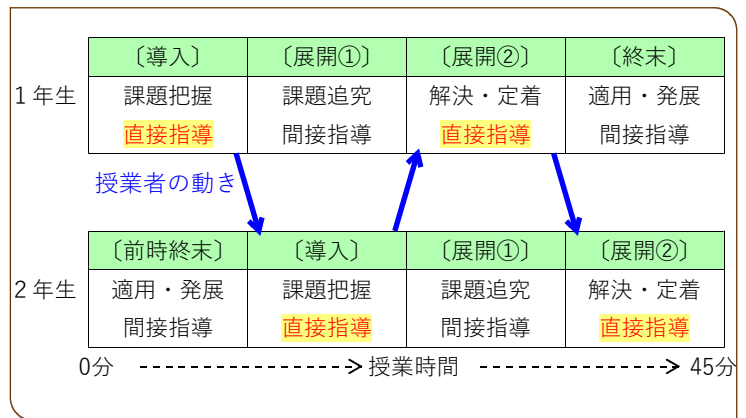 〔導入〕 〔展開①〕 〔展開②〕 〔終末〕
1年生 課題把握 課題追究 解決・定着 適用・発展
直接指導 間接指導 直接指導 間接指導
授業者の動き
〔前時終末〕 〔導入〕 〔展開①〕 〔展開②〕
2年生 適用・発展 課題把握 課題追究 解決・定着
間接指導 直接指導 間接指導 直接指導
0分 授業時間 45分